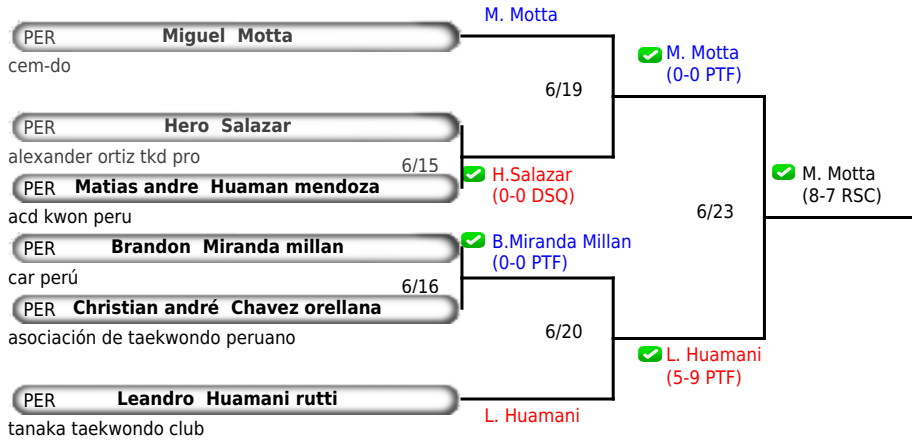 M. Motta
PER Miguel Motta
cem-do
M. Motta
(0-0 PTF)
6/19
PER Hero Salazar
alexander ortiz tkd pro
6/15
H.Salazar
(0-0 DSQ)
PER Matias andre Huaman mendoza
acd kwon peru
M. Motta
(8-7 RSC)
6/23
PER Brandon Miranda millan
car perú
B.Miranda Millan
(0-0 PTF)
6/16
PER Christian andré Chavez orellana
asociación de taekwondo peruano
6/20
L. Huamani
(5-9 PTF)
PER Leandro Huamani rutti
tanaka taekwondo club
L. Huamani